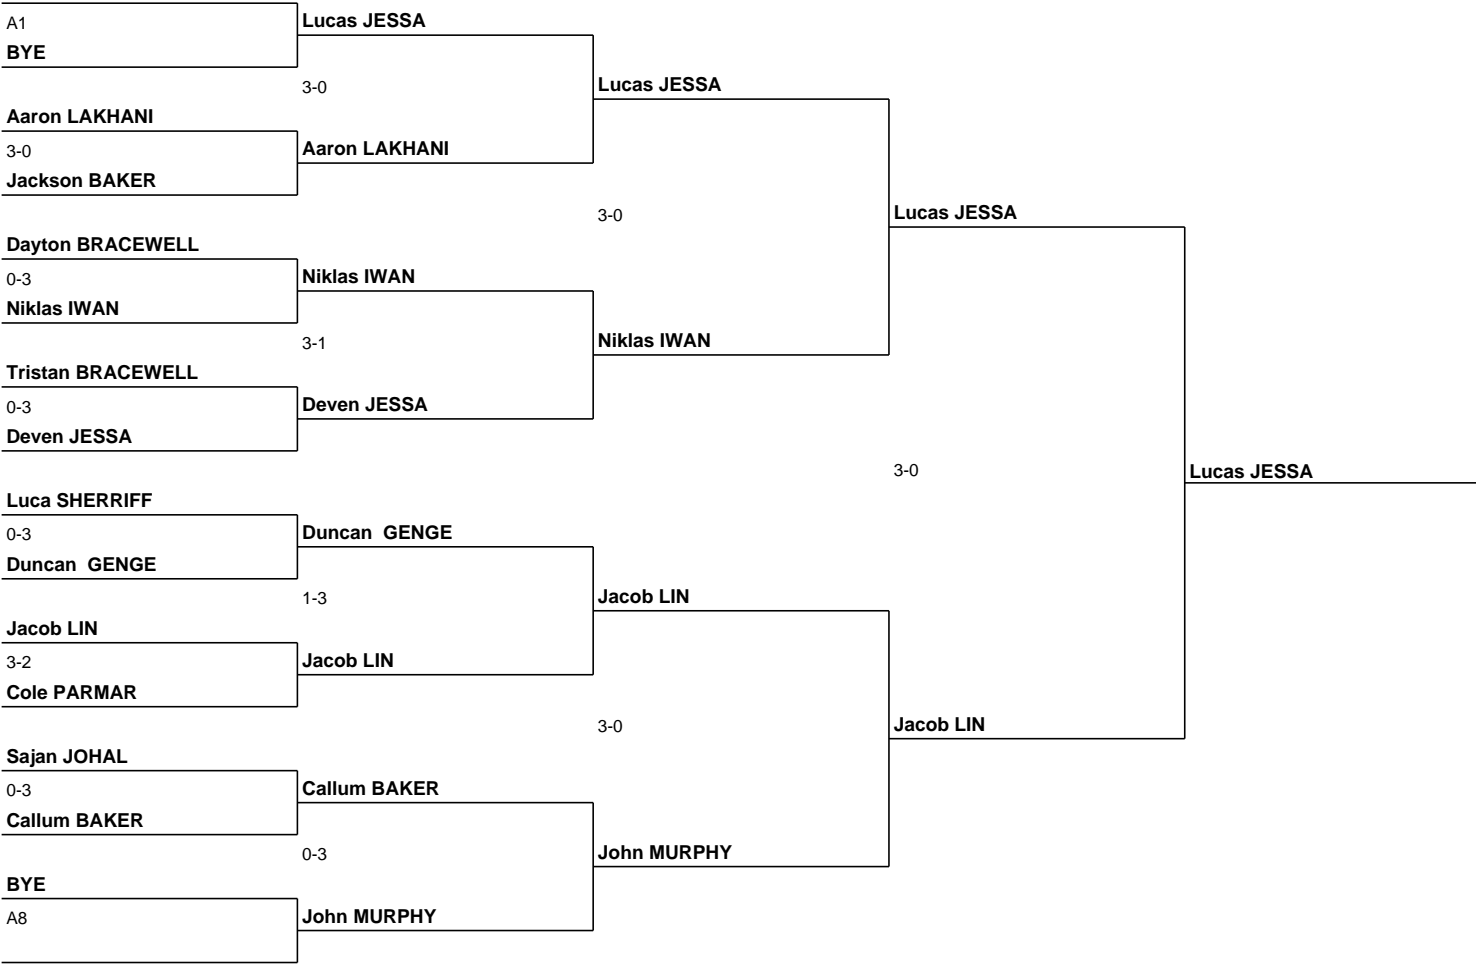 A1
BYE
Aaron LAKHANI
3-0
Jackson BAKER
Dayton BRACEWELL
0-3
Niklas IWAN
Tristan BRACEWELL
0-3
Deven JESSA
Luca SHERRIFF
0-3
Duncan  GENGE
Jacob LIN
3-2
Cole PARMAR
Sajan JOHAL
0-3
Callum BAKER
BYE
A8
Lucas JESSA
3-0
Aaron LAKHANI
Niklas IWAN
3-1
Deven JESSA
Duncan  GENGE
1-3
Jacob LIN
Callum BAKER
0-3
John MURPHY
Lucas JESSA
3-0
Niklas IWAN
Jacob LIN
3-0
John MURPHY
Lucas JESSA
3-0
Jacob LIN
Lucas JESSA